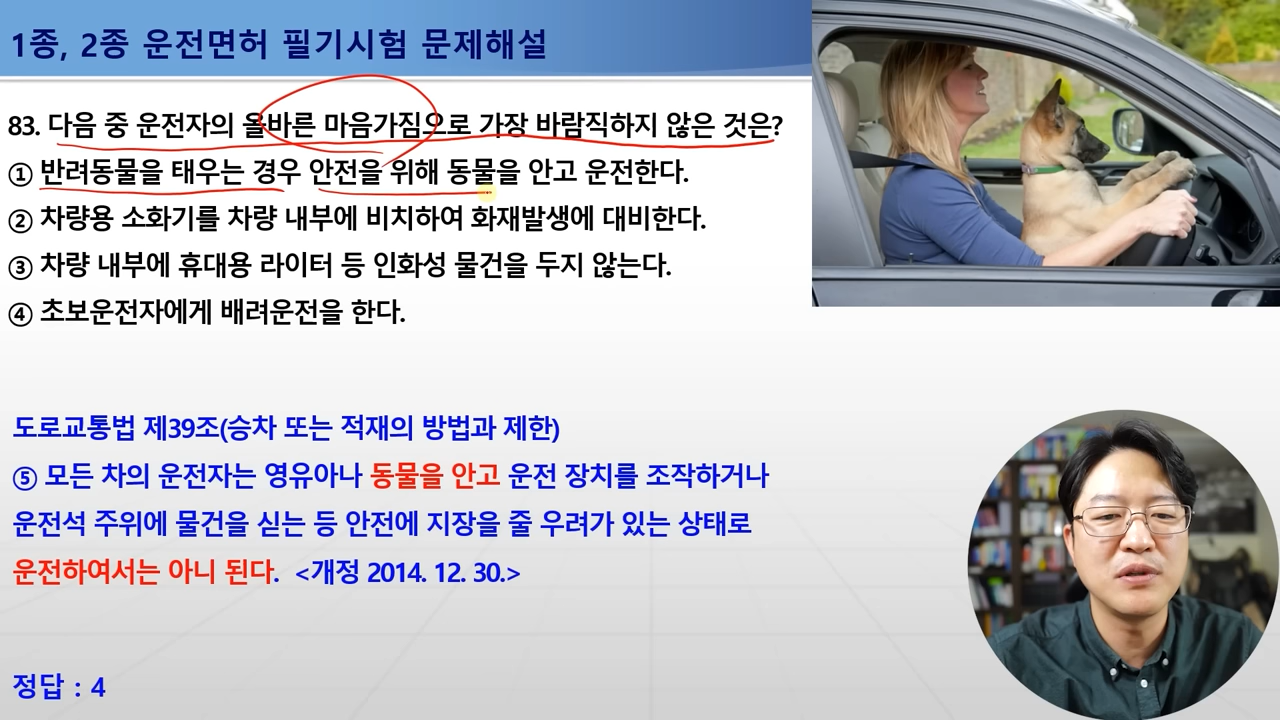 1종, 2종 운전면허 필기시험 문제해설
83. 다음 중 운전자의 올바른 마음가짐으로 가장 바람직하지 않은 것은?
① 반려동물을 태우는 경우 안전을 위해 동물을 안고 운전한다.
② 차량용 소화기를 차량 내부에 비치하여 화재발생에 대비한다.
③ 차량 내부에 휴대용 라이터 등 인화성 물건을 두지 않는다.
④ 초보운전자에게 배려운전을 한다.
도로교통법 제39조(승차 또는 적재의 방법과 제한)
⑤ 모든 차의 운전자는 영유아나 동물을 안고 운전 장치를 조작하거나
운전석 주위에 물건을 싣는 등 안전에 지장을 줄 우려가 있는 상태로
운전하여서는 아니 된다. <개정 2014. 12. 30.>
정답 : 4